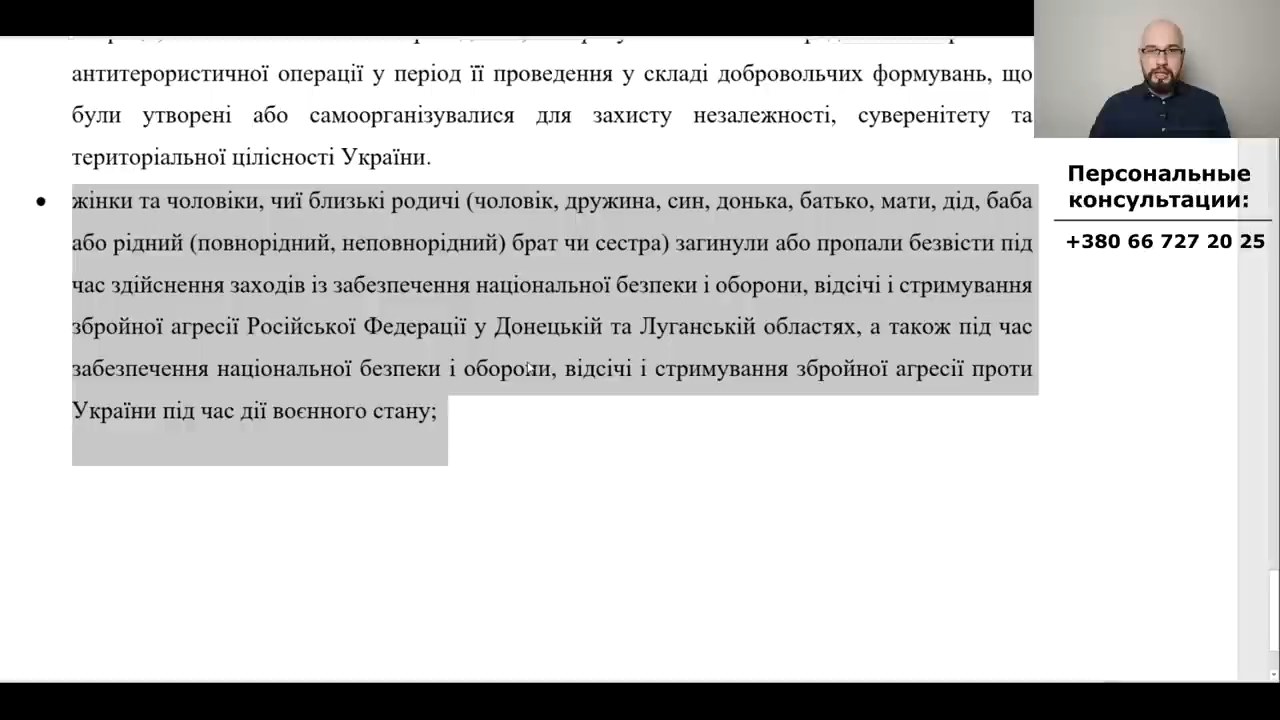 антитерористичної операції у період її проведення у складі добровольчих формувань, що
були утворені або самоорганізувалися для захисту незалежності, суверенітету та
територіальної цілісності України.
• жінки та чоловіки, чиї близькі родичі (чоловік, дружина, син, донька, батько, мати, дід, баба
або рідний (повнорідний, неповнорідний) брат чи сестра) загинули або пропали безвісти під
час здійснення заходів із забезпечення національної безпеки і оборони, відсічі і стримування
збройної агресії Російської Федерації у Донецькій та Луганській областях, а також під час
забезпечення національної безпеки і оборони, відсічі і стримування збройної агресії проти
України під час дії воєнного стану;
Персональные
консультации:
+380 66 727 20 25